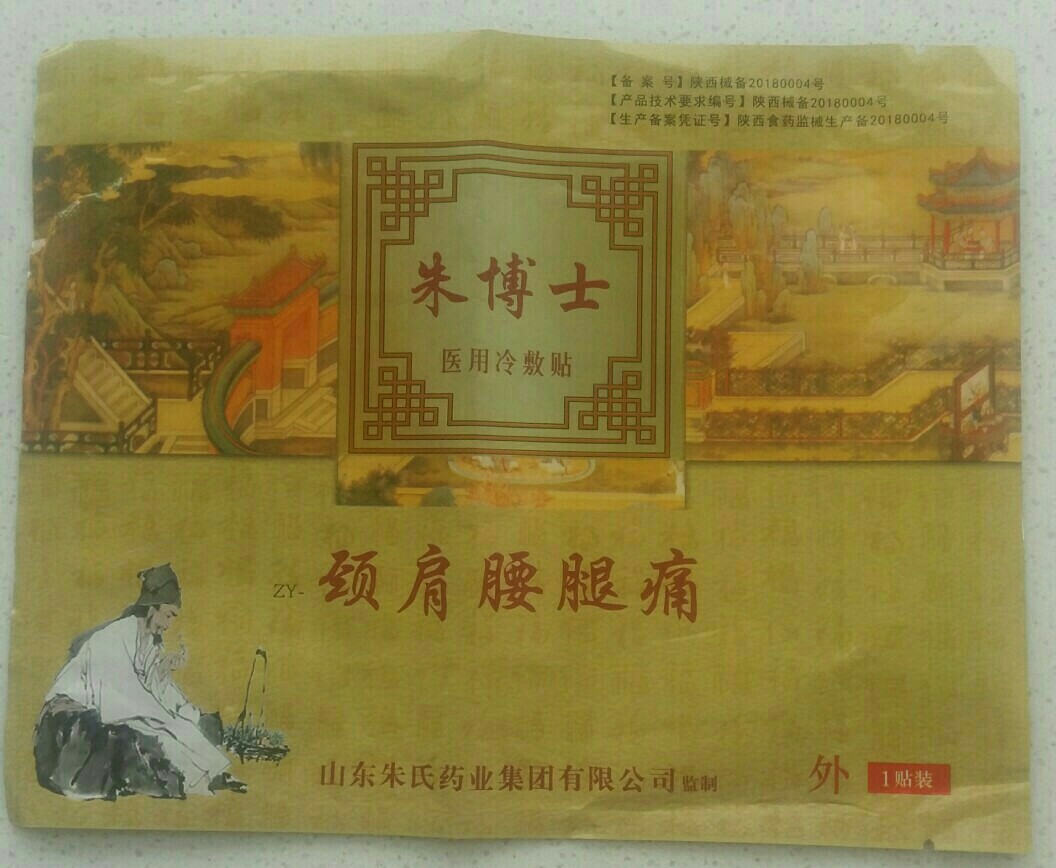 【备 案 号】陕西械备20180004号
【产品技术要求编号】陕西械备20180004号
【生产备案凭证号】陕西食药监械生产备20180004号
朱博士
医用冷敷贴
ZY-颈肩腰腿痛
山东朱氏药业集团有限公司监制
外 1贴装